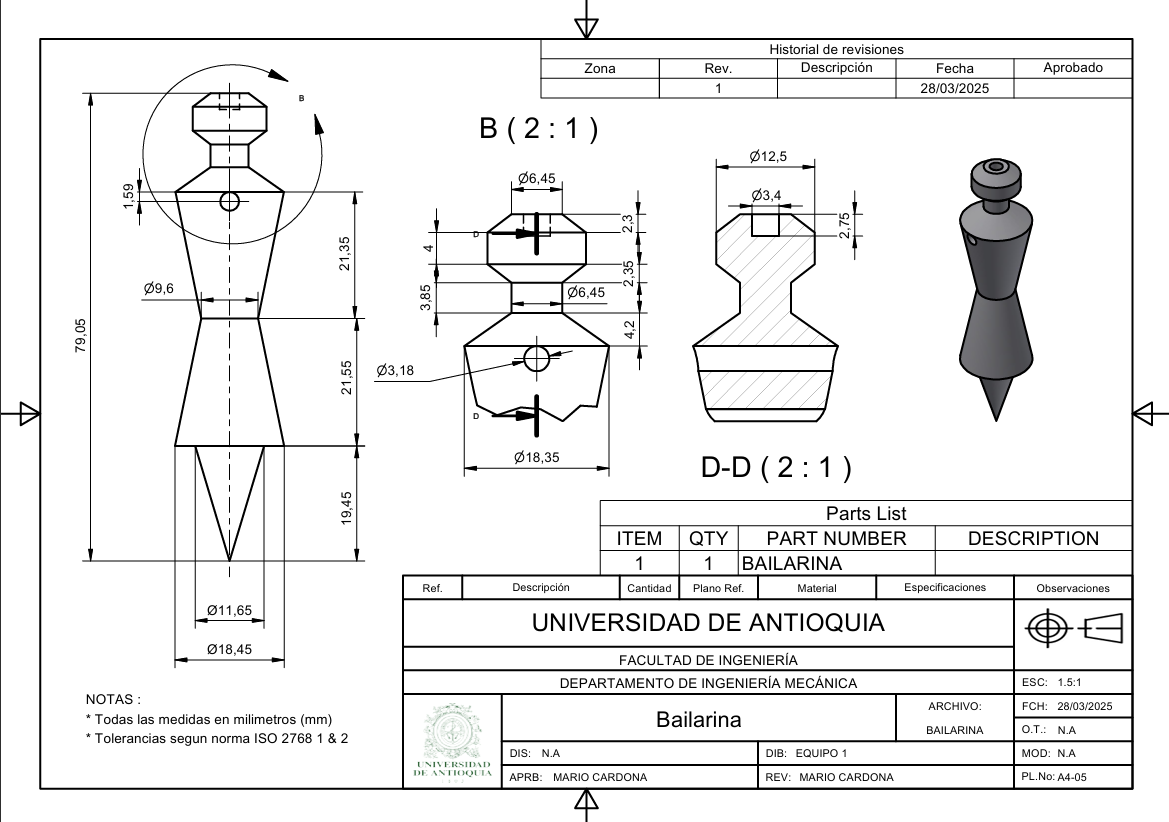 Historial de revisiones
Zona Rev. Descripción Fecha Aprobado
1 28/03/2025
B
1,59
21,35
Ø9,6
79,05
21,55
19,45
Ø11,65
Ø18,45
B ( 2 : 1 )
Ø6,45
D
2,3
4
2,35
3,85
Ø6,45
4,2
Ø3,18
D
Ø18,35
Ø12,5
Ø3,4
2,75
D-D ( 2 : 1 )
NOTAS :
* Todas las medidas en milimetros (mm)
* Tolerancias segun norma ISO 2768 1 & 2
Parts List
ITEM QTY PART NUMBER DESCRIPTION
1 1 BAILARINA
Ref. Descripción Cantidad Plano Ref. Material Especificaciones Observaciones
UNIVERSIDAD DE ANTIOQUIA
FACULTAD DE INGENIERÍA
DEPARTAMENTO DE INGENIERÍA MECÁNICA
ESC: 1.5:1
Bailarina
ARCHIVO:
BAILARINA
FCH: 28/03/2025
O.T.: N.A
DIS: N.A
DIB: EQUIPO 1
MOD: N.A
APRB: MARIO CARDONA
REV: MARIO CARDONA
PL.No: A4-05
UNIVERSIDAD
DE ANTIOQUIA